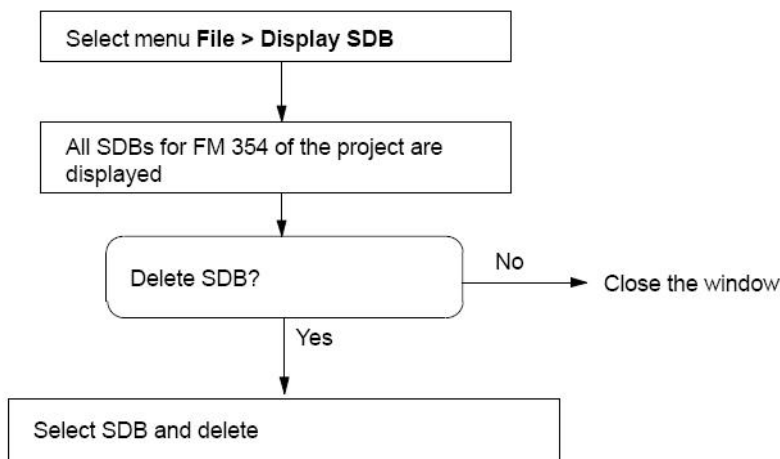 Select menu File > Display SDB
All SDBs for FM 354 of the project are
displayed
Delete SDB?
No
Close the window
Yes
Select SDB and delete